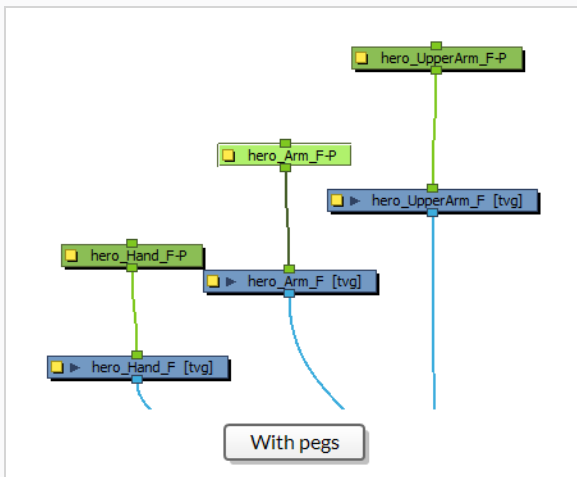 hero_UpperArm_F-P
hero_Arm_F-P
hero_UpperArm_F [tvg]
hero_Hand_F-P
hero_Arm_F [tvg]
hero_Hand_F [tvg]
With pegs